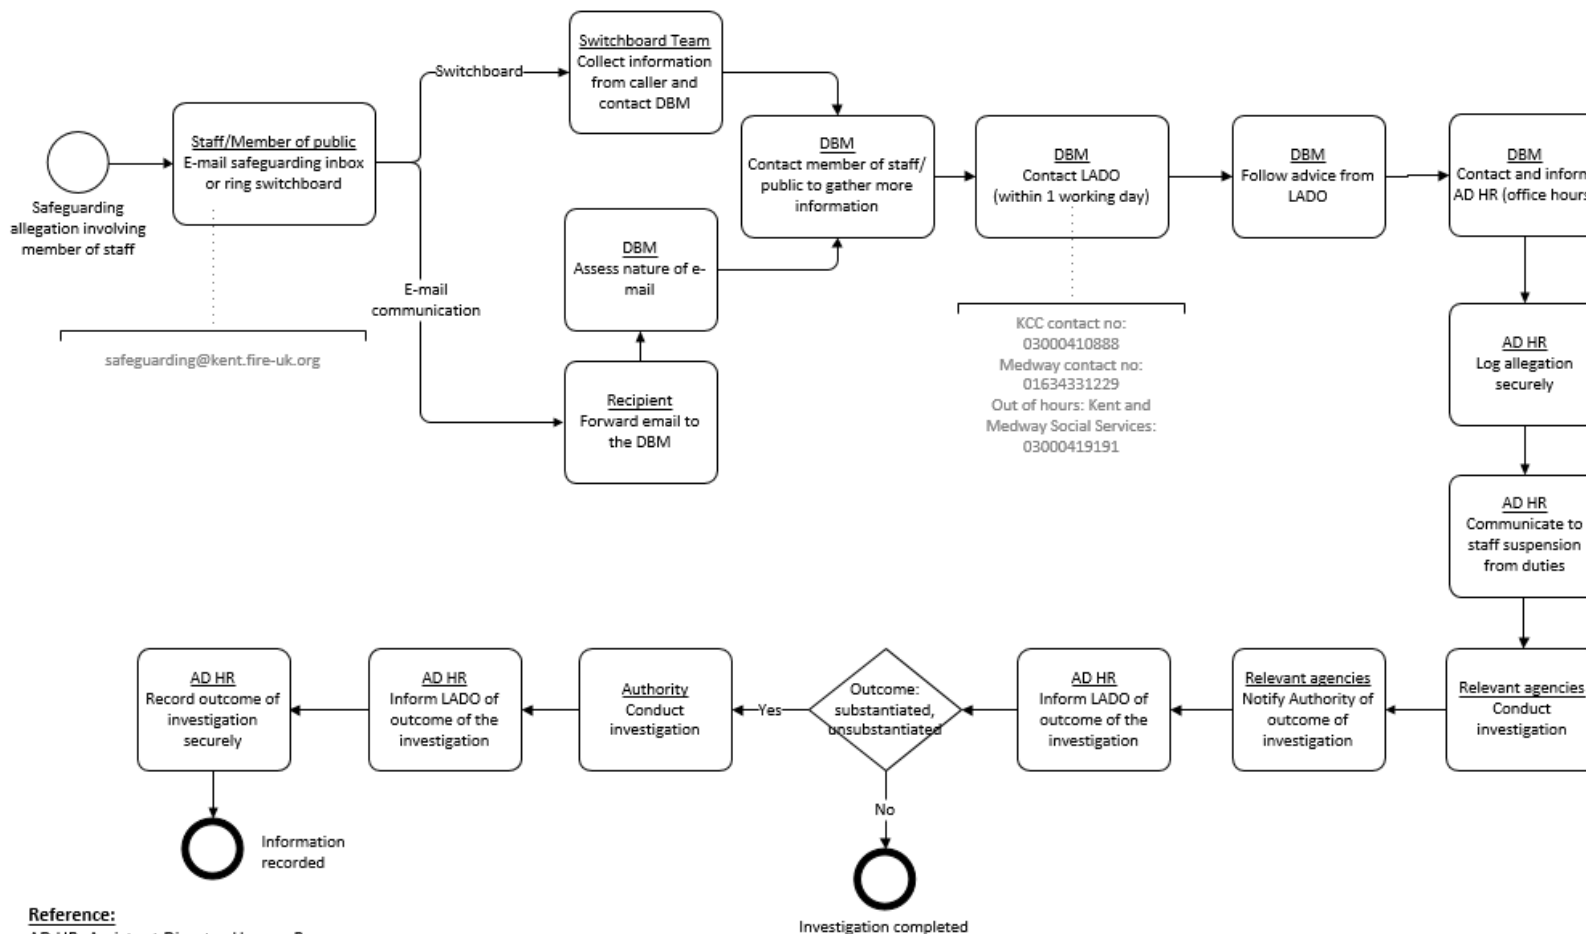 Safeguarding
allegation involving
member of staff
Staff/Member of public
E-mail safeguarding inbox
or ring switchboard
safeguarding@kent.fire-uk.org
Switchboard
Switchboard Team
Collect information
from caller and
contact DBM
E-mail
communication
Recipient
Forward email to
the DBM
DBM
Assess nature of e-
mail
DBM
Contact member of staff/
public to gather more
information
DBM
Contact LADO
(within 1 working day)
KCC contact no:
03000410888
Medway contact no:
01634331229
Out of hours: Kent and
Medway Social Services:
03000419191
DBM
Follow advice from
LADO
DBM
Contact and inform
AD HR (office hours
AD HR
Log allegation
securely
AD HR
Communicate to
staff suspension
from duties
Relevant agencies
Conduct
investigation
Relevant agencies
Notify Authority of
outcome of
investigation
AD HR
Inform LADO of
outcome of the
investigation
Outcome:
substantiated,
unsubstantiated
Yes
No
Investigation completed
Authority
Conduct
investigation
AD HR
Inform LADO of
outcome of the
investigation
AD HR
Record outcome of
investigation
securely
Information
recorded
Reference: